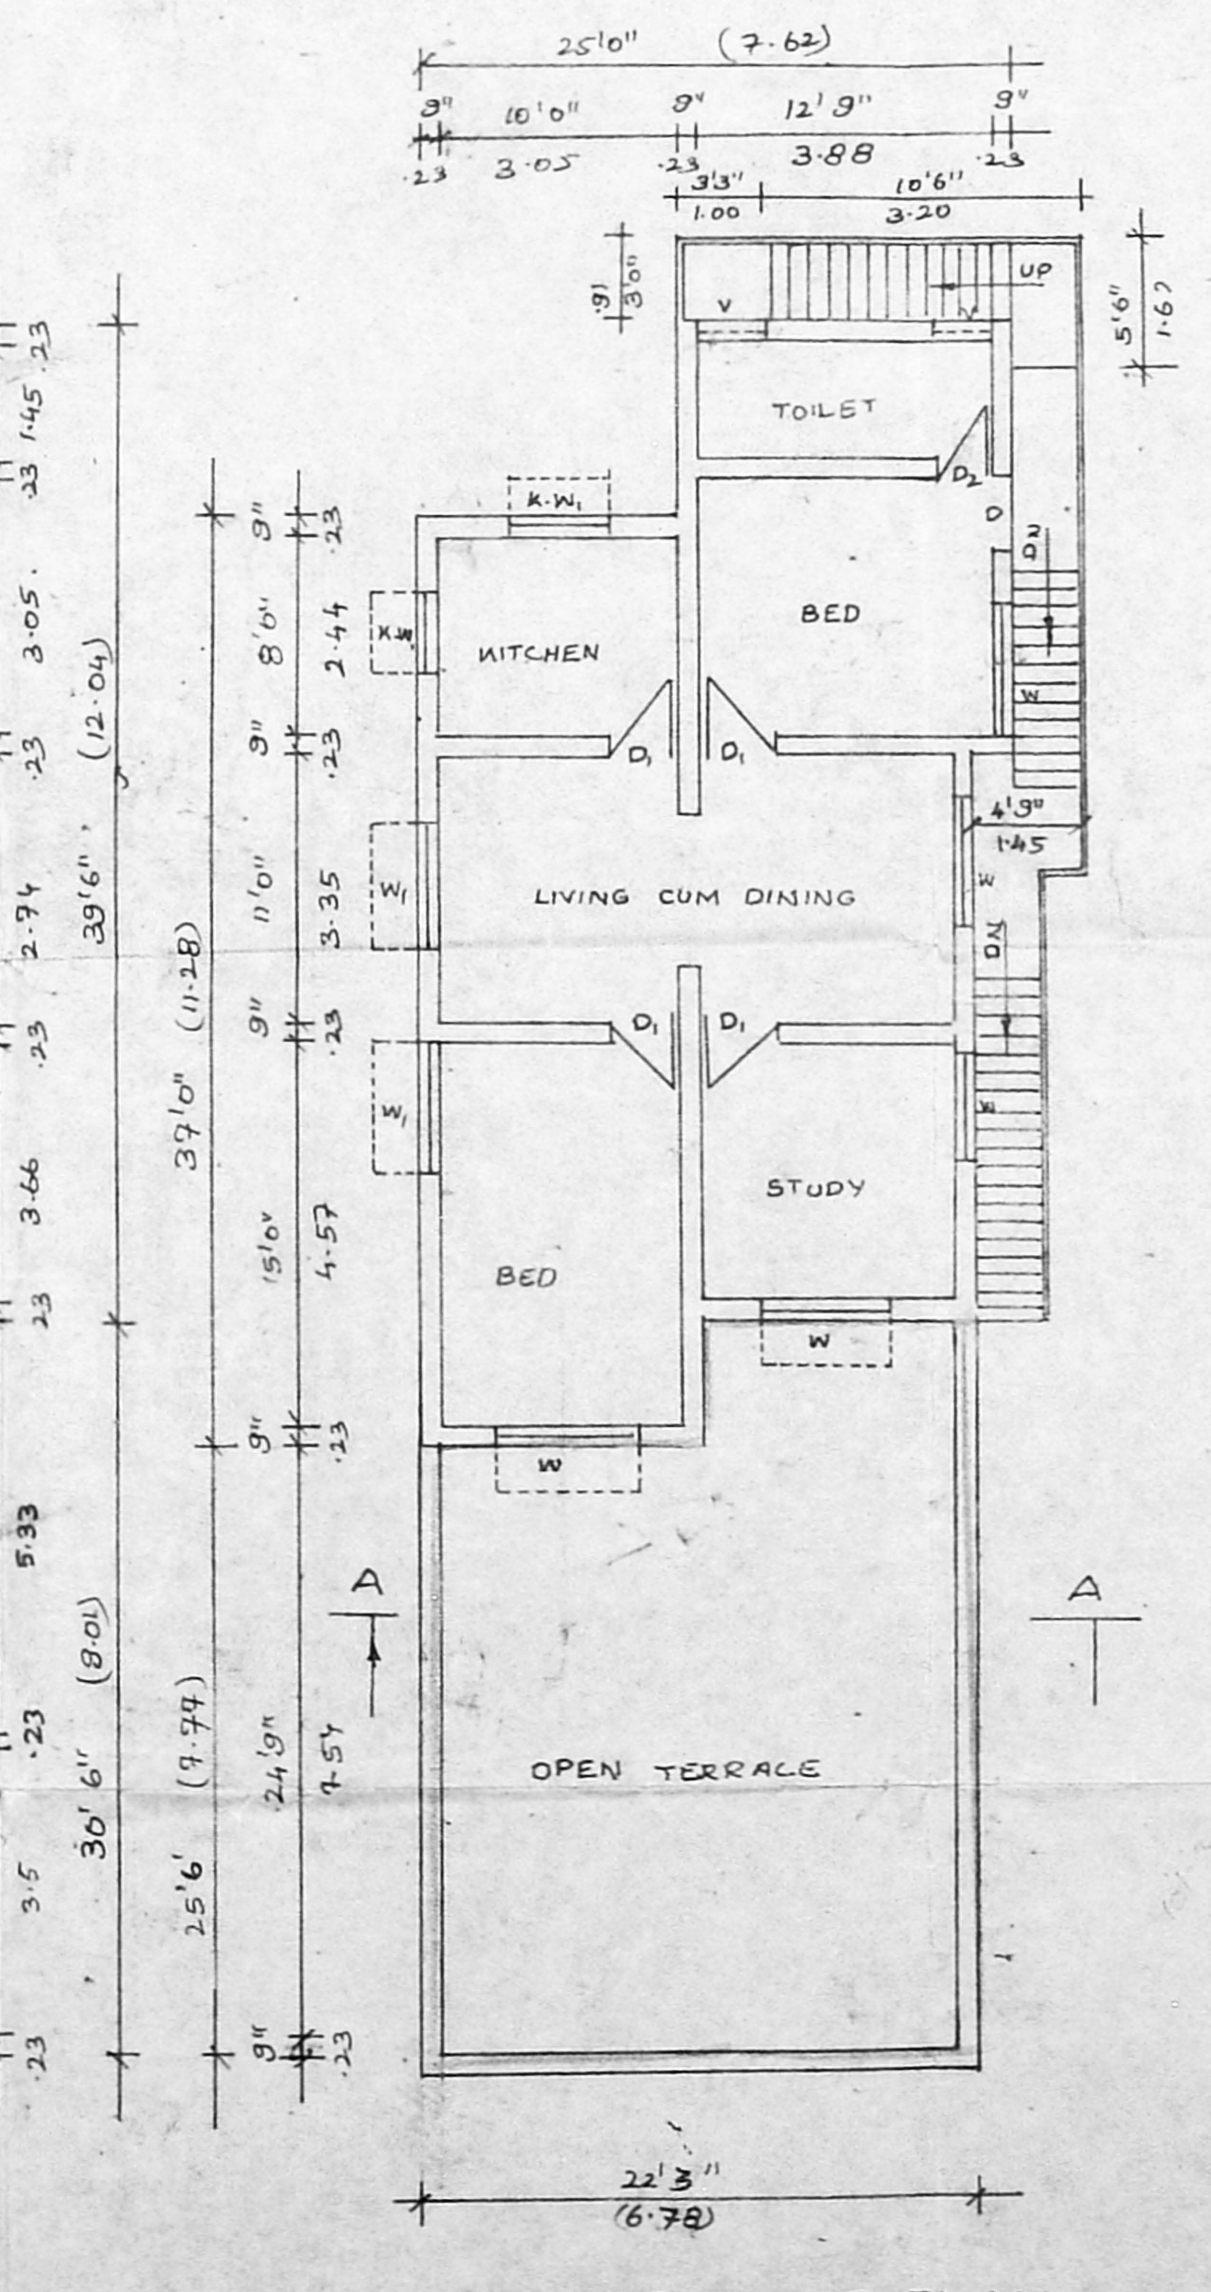 25'0" (7.62)
9" 10'0" 9" 12'9" 9"
.23 3.05 .23 3.88 .23
3'3" 10'6"
1.00 3.20
UP
3'0"
.91
5'6"
1.67
V
V
TOILET
D2
D
DN
K.W1
K.W
KITCHEN
BED
W
D1 D1
4'9"
1.45
W1
LIVING CUM DINING
W
DN
D1 D1
W1
W
STUDY
BED
W
W
A A
OPEN TERRACE
22'3"
(6.78)
9" .23
8'0" 2.44
9" .23
11'0" 3.35
9" .23
15'0" 4.57
9" .23
24'9" 7.54
9" .23
37'0" (11.28)
25'6' (7.77)
39'6" (12.04)
30'6"
.23
1.45
.23
3.05.
.23
2.74
.23
3.66
23
5.33
.23
3.5
.23